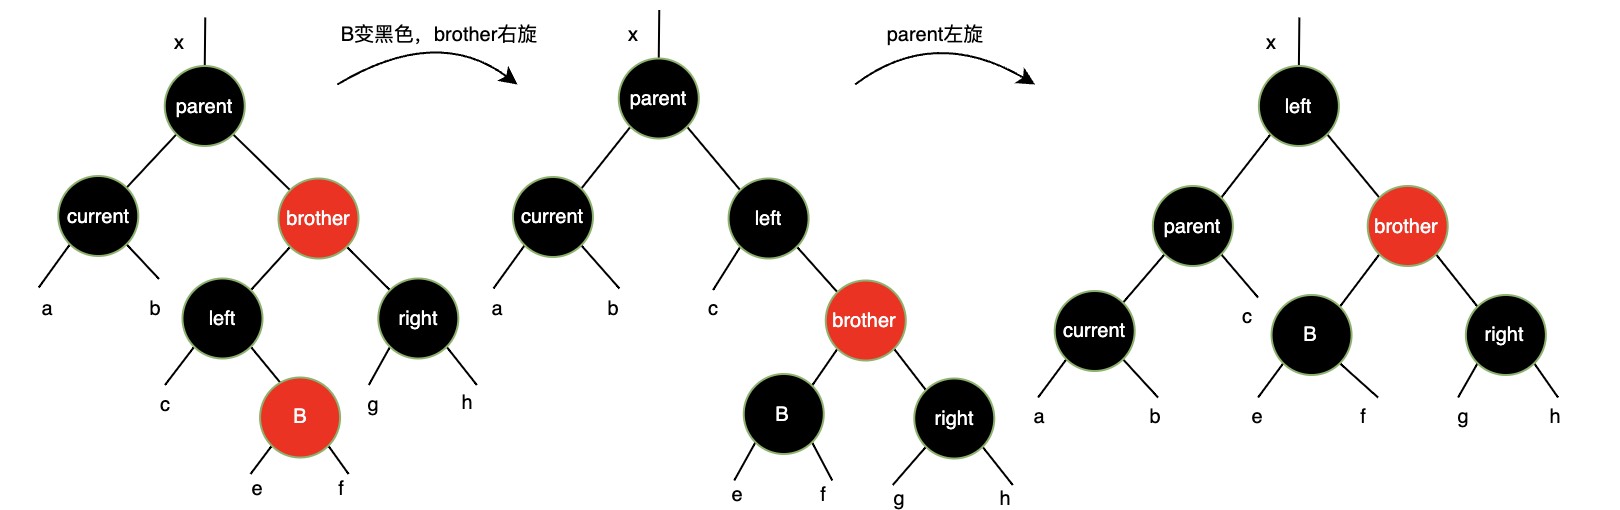 x
B变黑色，brother右旋
x
parent左旋
x
parent
parent
left
current
brother
current
left
parent
brother
a
b
left
right
a
b
c
brother
current
c
B
right
c
B
g
h
B
right
a
b
e
f
g
h
e
f
e
f
g
h